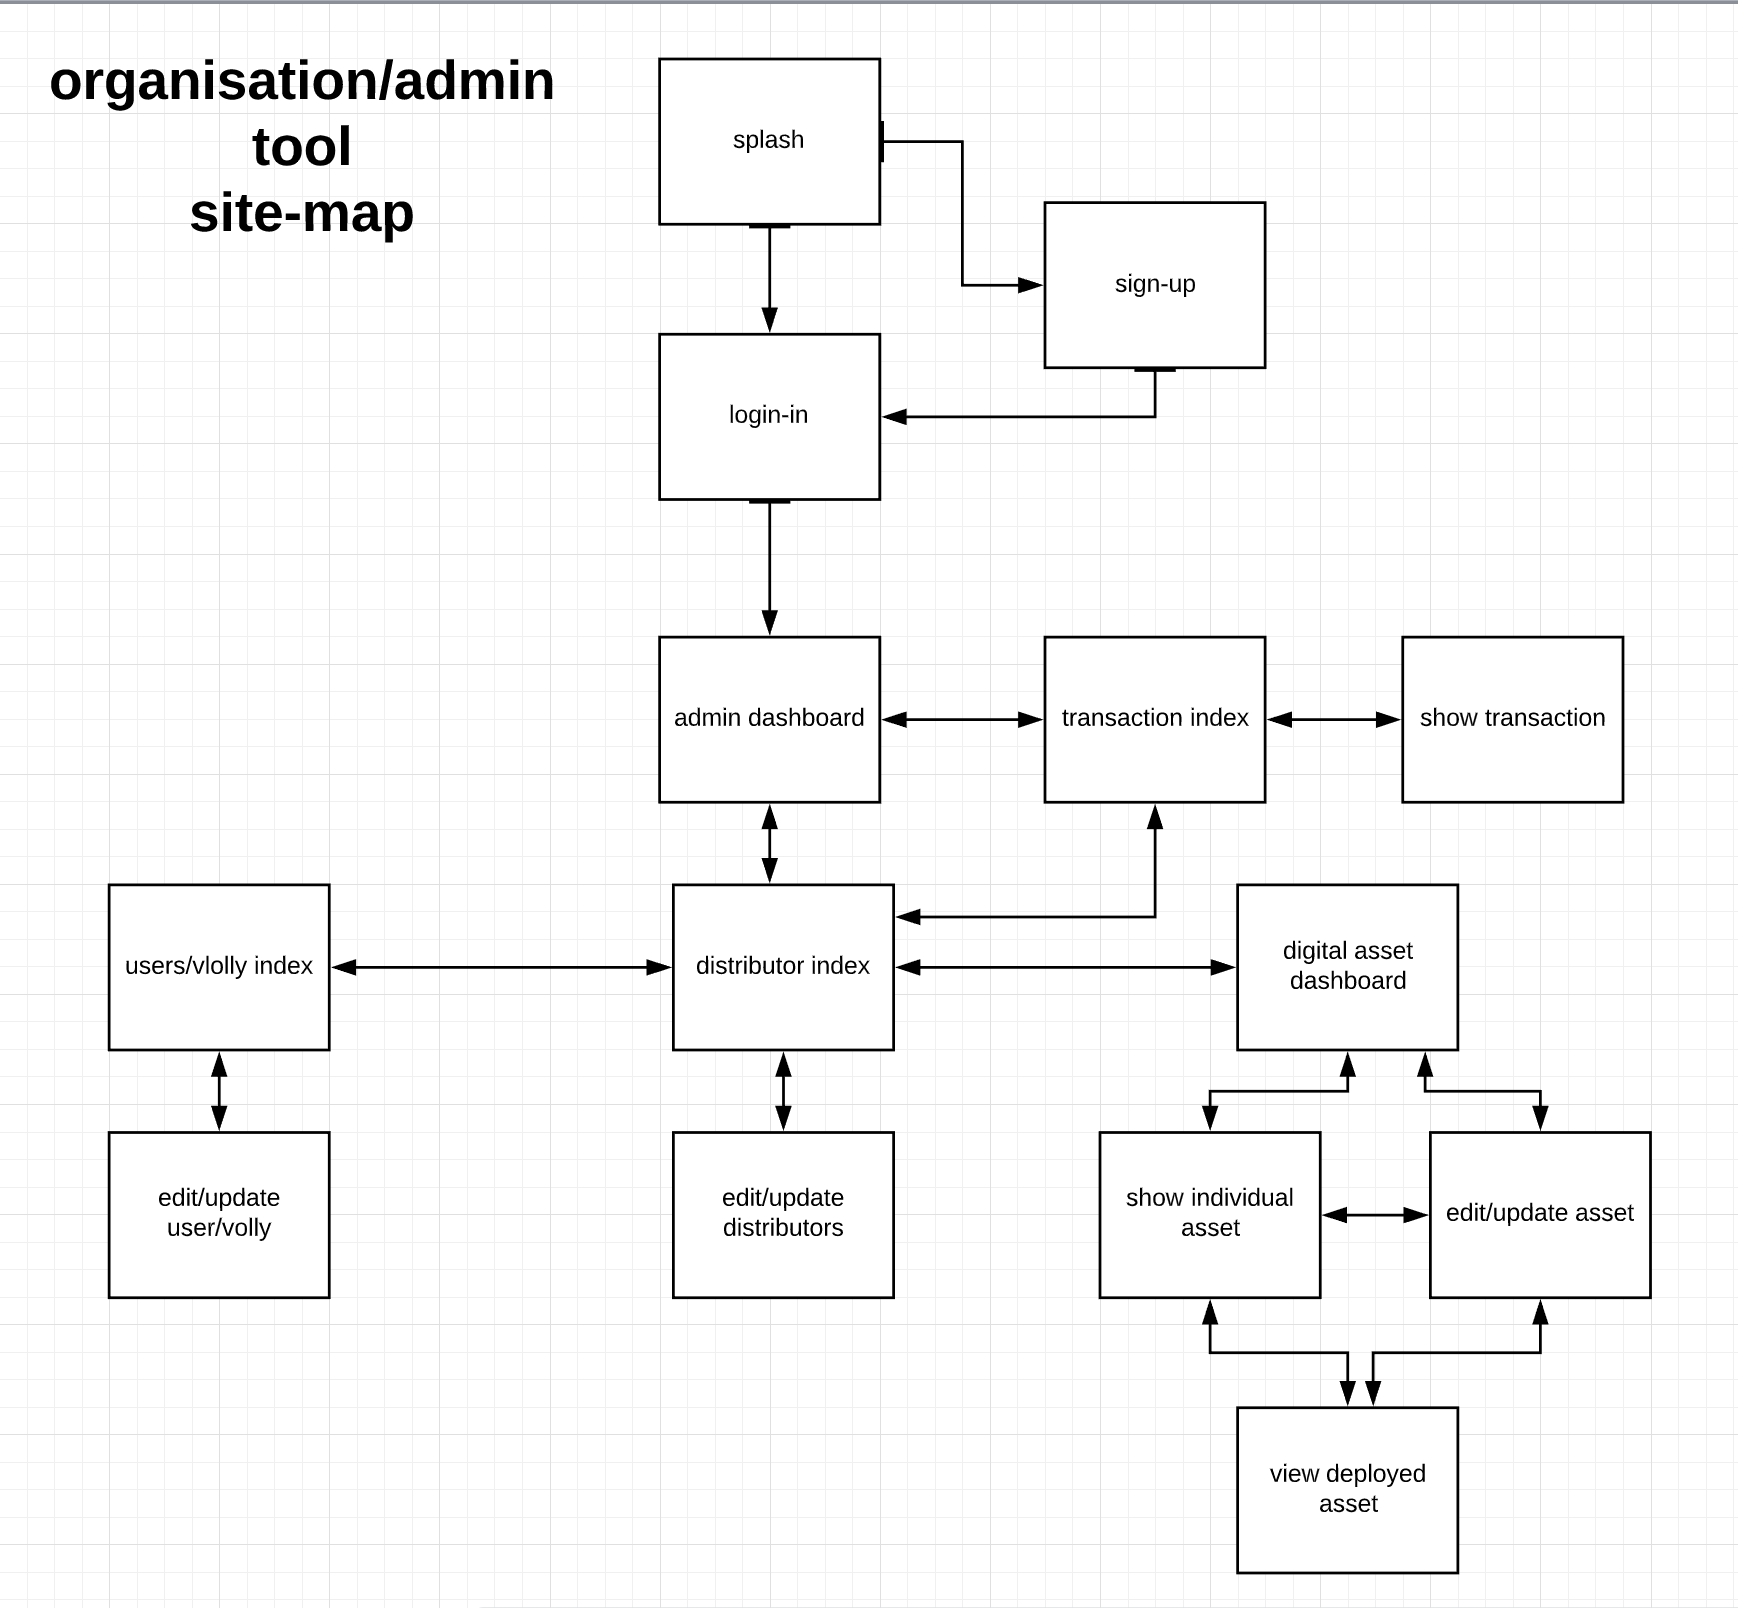 organisation/admin
tool
site-map
splash
sign-up
login-in
admin dashboard
transaction index
show transaction
users/vlolly index
distributor index
digital asset
dashboard
edit/update
user/volly
edit/update
distributors
show individual
asset
edit/update asset
view deployed
asset